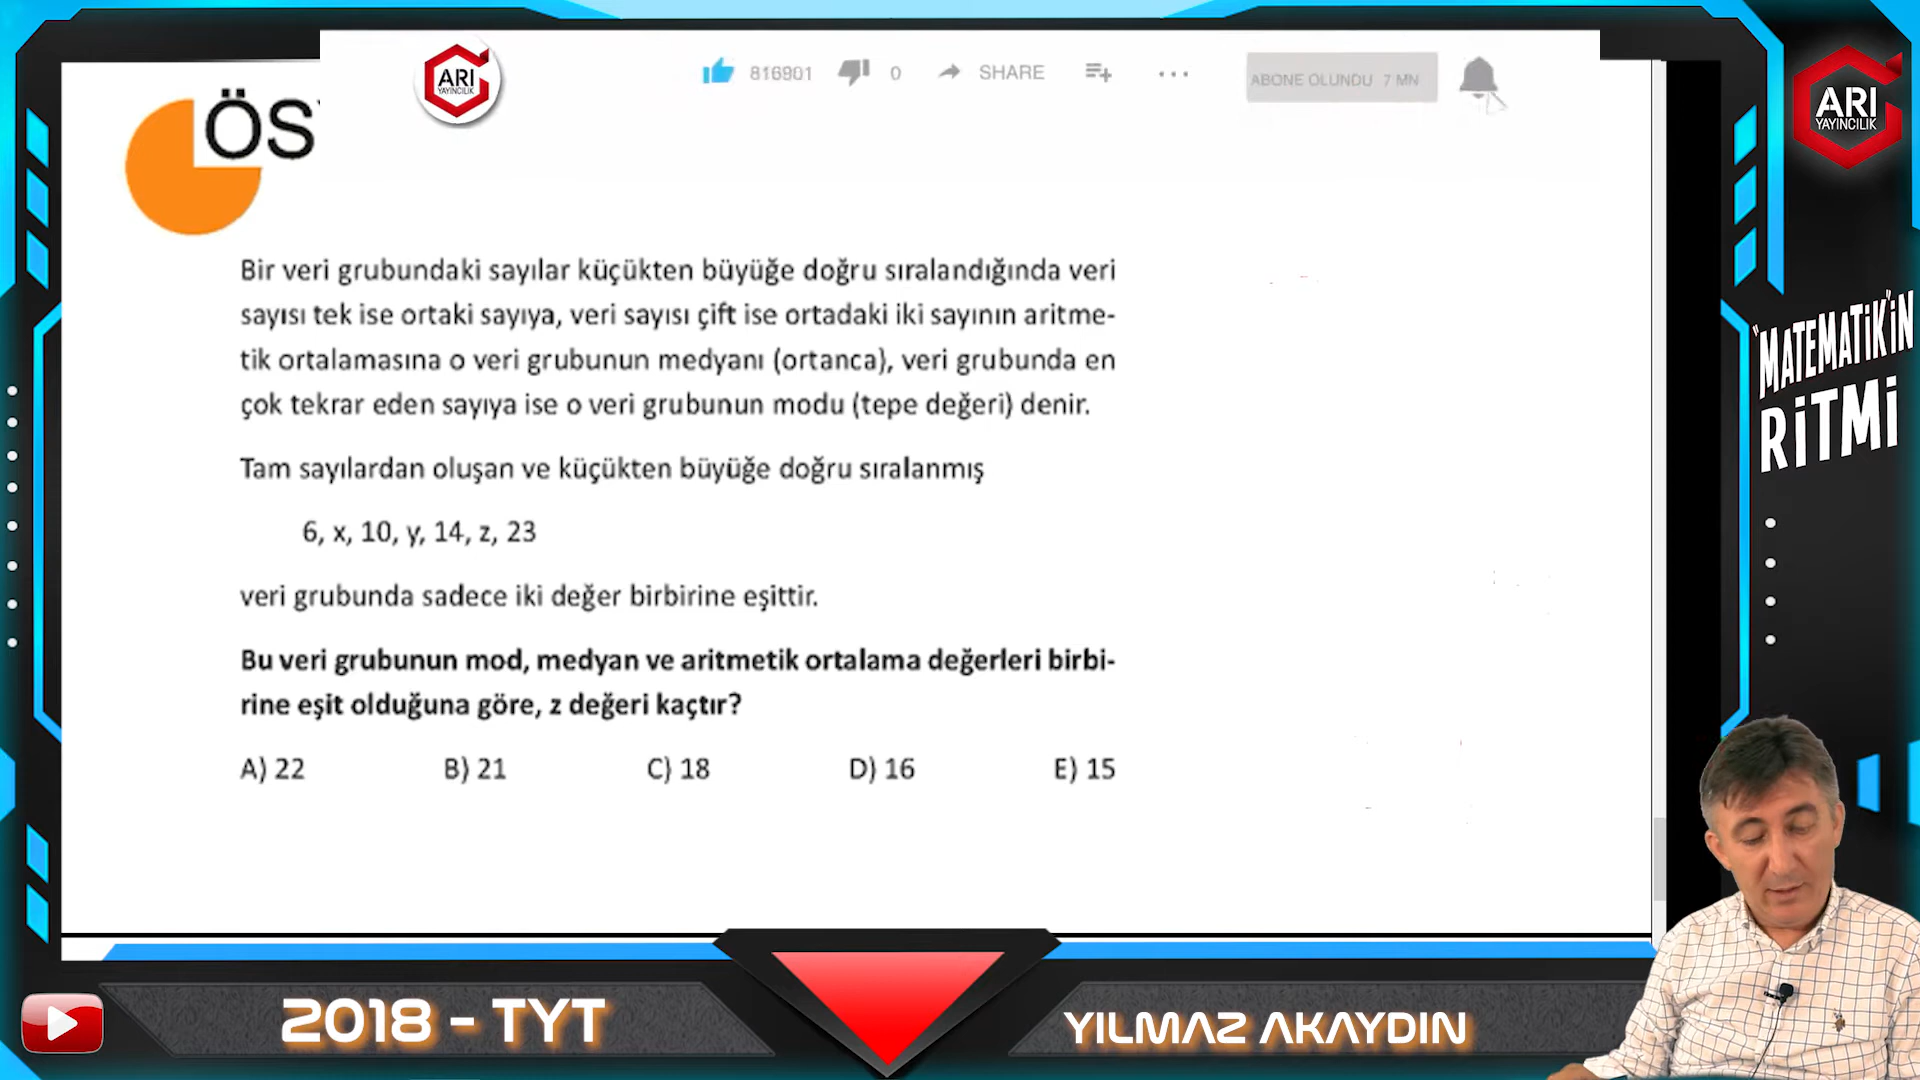 ÖS
ARI
YAYINCILIK
816901
0
SHARE
ABONE OLUNDU 7 MN
ARI
YAYINCILIK
Bir veri grubundaki sayılar küçükten büyüğe doğru sıralandığında veri
sayısı tek ise ortaki sayıya, veri sayısı çift ise ortadaki iki sayının aritme-
tik ortalamasına o veri grubunun medyanı (ortanca), veri grubunda en
çok tekrar eden sayıya ise o veri grubunun modu (tepe değeri) denir.
Tam sayılardan oluşan ve küçükten büyüğe doğru sıralanmış
6, x, 10, y, 14, z, 23
veri grubunda sadece iki değer birbirine eşittir.
Bu veri grubunun mod, medyan ve aritmetik ortalama değerleri birbi-
rine eşit olduğuna göre, z değeri kaçtır?
A) 22 B) 21 C) 18 D) 16 E) 15
"MATEMATiK"iN
RiTMi
2018 - TYT
YILMAZ AKAYDIN